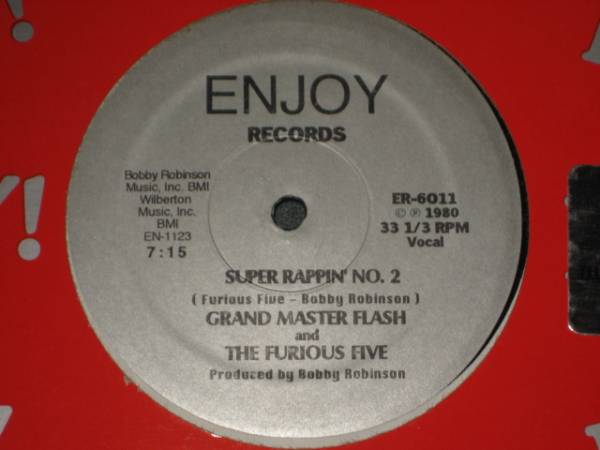 ENJOY
RECORDS
Bobby Robinson
Music, Inc. BMI
Wilberton
Music, Inc.
BMI
EN-1123
7:15
ER-6011
© ℗ 1980
33 1/3 RPM
Vocal
SUPER RAPPIN' NO. 2
( Furious Five - Bobby Robinson )
GRAND MASTER FLASH
and
THE FURIOUS FIVE
Produced by Bobby Robinson